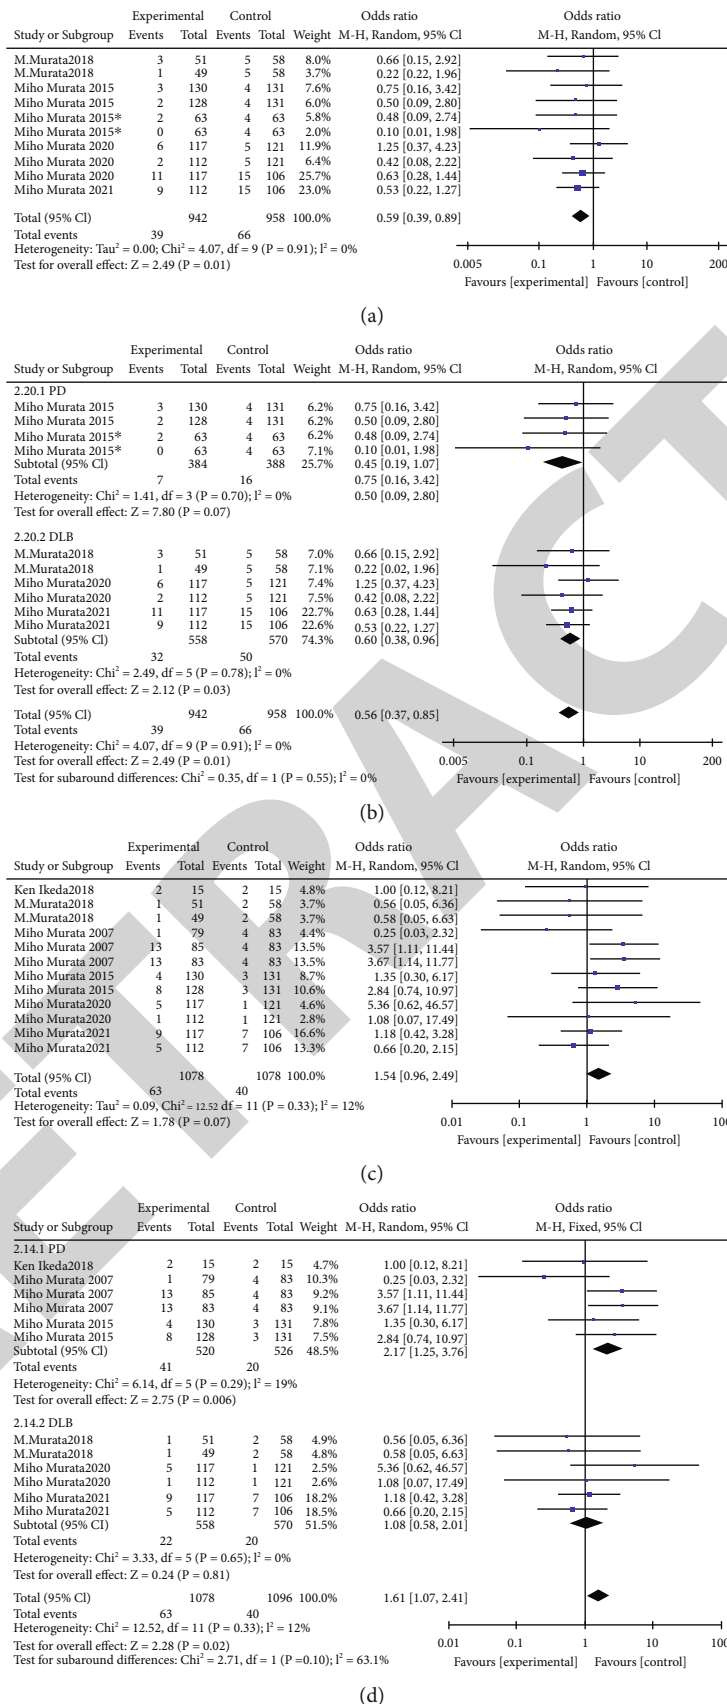 Experimental Control Odds ratio Odds ratio
Study or Subgroup Events Total Events Total Weight M-H, Random, 95% Cl M-H, Random, 95% Cl
M.Murata2018 3 51 5 58 8.0% 0.66 [0.15, 2.92]
M.Murata2018 1 49 5 58 3.7% 0.22 [0.22, 1.96]
Miho Murata 2015 3 130 4 131 7.6% 0.75 [0.16, 3.42]
Miho Murata 2015 2 128 4 131 6.0% 0.50 [0.09, 2.80]
Miho Murata 2015* 2 63 4 63 5.8% 0.48 [0.09, 2.74]
Miho Murata 2015* 0 63 4 63 2.0% 0.10 [0.01, 1.98]
Miho Murata 2020 6 117 5 121 11.9% 1.25 [0.37, 4.23]
Miho Murata 2020 2 112 5 121 6.4% 0.42 [0.08, 2.22]
Miho Murata 2020 11 117 15 106 25.7% 0.63 [0.28, 1.44]
Miho Murata 2021 9 112 15 106 23.0% 0.53 [0.22, 1.27]
Total (95% Cl) 942 958 100.0% 0.59 [0.39, 0.89]
Total events 39 66
Heterogeneity: Tau² = 0.00; Chi² = 4.07, df = 9 (P = 0.91); l² = 0%
Test for overall effect: Z = 2.49 (P = 0.01)
0.005 0.1 1 10 200
Favours [experimental] Favours [control]
(a)
Experimental Control Odds ratio Odds ratio
Study or Subgroup Events Total Events Total Weight M-H, Random, 95% Cl M-H, Random, 95% Cl
2.20.1 PD
Miho Murata 2015 3 130 4 131 6.2% 0.75 [0.16, 3.42]
Miho Murata 2015 2 128 4 131 6.2% 0.50 [0.09, 2.80]
Miho Murata 2015* 2 63 4 63 6.2% 0.48 [0.09, 2.74]
Miho Murata 2015* 0 63 4 63 7.1% 0.10 [0.01, 1.98]
Subtotal (95% Cl) 384 388 25.7% 0.45 [0.19, 1.07]
Total events 7 16 0.75 [0.16, 3.42]
Heterogeneity: Chi² = 1.41, df = 3 (P = 0.70); l² = 0% 0.50 [0.09, 2.80]
Test for overall effect: Z = 7.80 (P = 0.07)
2.20.2 DLB
M.Murata2018 3 51 5 58 7.0% 0.66 [0.15, 2.92]
M.Murata2018 1 49 5 58 7.1% 0.22 [0.02, 1.96]
Miho Murata2020 6 117 5 121 7.4% 1.25 [0.37, 4.23]
Miho Murata2020 2 112 5 121 7.5% 0.42 [0.08, 2.22]
Miho Murata2021 11 117 15 106 22.7% 0.63 [0.28, 1.44]
Miho Murata2021 9 112 15 106 22.6% 0.53 [0.22, 1.27]
Subtotal (95% Cl) 558 570 74.3% 0.60 [0.38, 0.96]
Total events 32 50
Heterogeneity: Chi² = 2.49, df = 5 (P = 0.78); l² = 0%
Test for overall effect: Z = 2.12 (P = 0.03)
Total (95% Cl) 942 958 100.0% 0.56 [0.37, 0.85]
Total events 39 66
Heterogeneity: Chi² = 4.07, df = 9 (P = 0.91); l² = 0%
Test for overall effect: Z = 2.49 (P = 0.01)
Test for subaround differences: Chi² = 0.35, df = 1 (P = 0.55); l² = 0%
0.005 0.1 1 10 200
Favours [experimental] Favours [control]
(b)
Experimental Control Odds ratio Odds ratio
Study or Subgroup Events Total Events Total Weight M-H, Random, 95% Cl M-H, Random, 95% Cl
Ken Ikeda2018 2 15 2 15 4.8% 1.00 [0.12, 8.21]
M.Murata2018 1 51 2 58 3.7% 0.56 [0.05, 6.36]
M.Murata2018 1 49 2 58 3.7% 0.58 [0.05, 6.63]
Miho Murata 2007 1 79 4 83 4.4% 0.25 [0.03, 2.32]
Miho Murata 2007 13 85 4 83 13.5% 3.57 [1.11, 11.44]
Miho Murata 2007 13 83 4 83 13.5% 3.67 [1.14, 11.77]
Miho Murata 2015 4 130 3 131 8.7% 1.35 [0.30, 6.17]
Miho Murata 2015 8 128 3 131 10.6% 2.84 [0.74, 10.97]
Miho Murata2020 5 117 1 121 4.6% 5.36 [0.62, 46.57]
Miho Murata2020 1 112 1 121 2.8% 1.08 [0.07, 17.49]
Miho Murata2021 9 117 7 106 16.6% 1.18 [0.42, 3.28]
Miho Murata2021 5 112 7 106 13.3% 0.66 [0.20, 2.15]
Total (95% Cl) 1078 1078 100.0% 1.54 [0.96, 2.49]
Total events 63 40
Heterogeneity: Tau² = 0.09, Chi² = 12.52 df = 11 (P = 0.33); l² = 12%
Test for overall effect: Z = 1.78 (P = 0.07)
0.01 0.1 1 10 100
Favours [experimental] Favours [control]
(c)
Experimental Control Odds ratio Odds ratio
Study or Subgroup Events Total Events Total Weight M-H, Random, 95% Cl M-H, Fixed, 95% Cl
2.14.1 PD
Ken Ikeda2018 2 15 2 15 4.7% 1.00 [0.12, 8.21]
Miho Murata 2007 1 79 4 83 10.3% 0.25 [0.03, 2.32]
Miho Murata 2007 13 85 4 83 9.2% 3.57 [1.11, 11.44]
Miho Murata 2007 13 83 4 83 9.1% 3.67 [1.14, 11.77]
Miho Murata 2015 4 130 3 131 7.8% 1.35 [0.30, 6.17]
Miho Murata 2015 8 128 3 131 7.5% 2.84 [0.74, 10.97]
Subtotal (95% Cl) 520 526 48.5% 2.17 [1.25, 3.76]
Total events 41 20
Heterogeneity: Chi² = 6.14, df = 5 (P = 0.29); l² = 19%
Test for overall effect: Z = 2.75 (P = 0.006)
2.14.2 DLB
M.Murata2018 1 51 2 58 4.9% 0.56 [0.05, 6.36]
M.Murata2018 1 49 2 58 4.8% 0.58 [0.05, 6.63]
Miho Murata2020 5 117 1 121 2.5% 5.36 [0.62, 46.57]
Miho Murata2020 1 112 1 121 2.6% 1.08 [0.07, 17.49]
Miho Murata2021 9 117 7 106 18.2% 1.18 [0.42, 3.28]
Miho Murata2021 5 112 7 106 18.5% 0.66 [0.20, 2.15]
Subtotal (95% CI) 558 570 51.5% 1.08 [0.58, 2.01]
Total events 22 20
Heterogeneity: Chi² = 3.33, df = 5 (P = 0.65); l² = 0%
Test for overall effect: Z = 0.24 (P = 0.81)
Total (95% Cl) 1078 1096 100.0% 1.61 [1.07, 2.41]
Total events 63 40
Heterogeneity: Chi² = 12.52, df = 11 (P = 0.33); l² = 12%
Test for overall effect: Z = 2.28 (P = 0.02)
Test for subaround differences: Chi² = 2.71, df = 1 (P =0.10); l² = 63.1%
0.01 0.1 1 10 100
Favours [experimental] Favours [control]
(d)
ETRACT